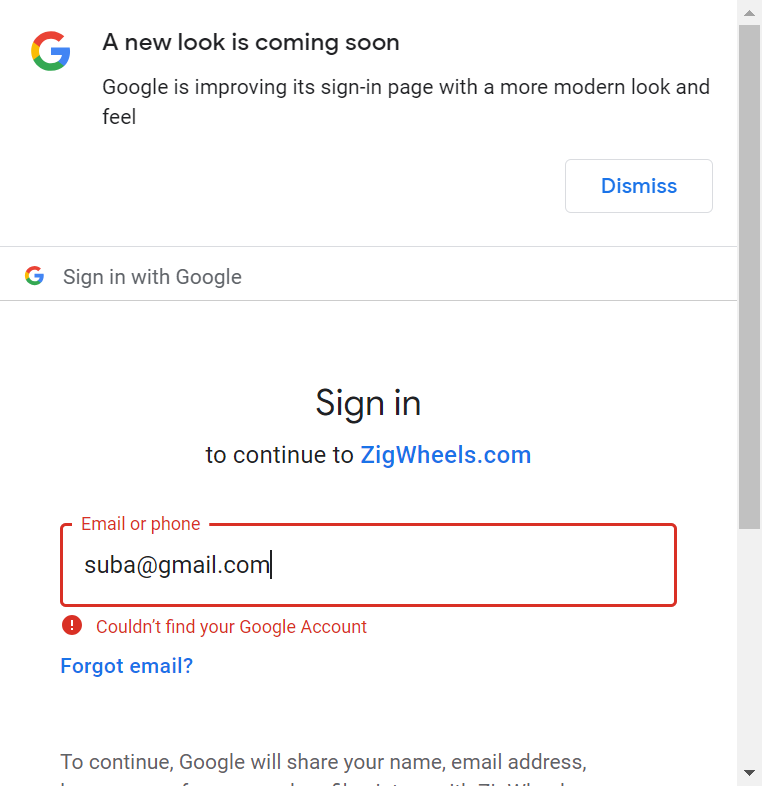 A new look is coming soon
Google is improving its sign-in page with a more modern look and
feel
Dismiss
Sign in with Google
Sign in
to continue to ZigWheels.com
Email or phone
suba@gmail.com
Couldn't find your Google Account
Forgot email?
To continue, Google will share your name, email address,